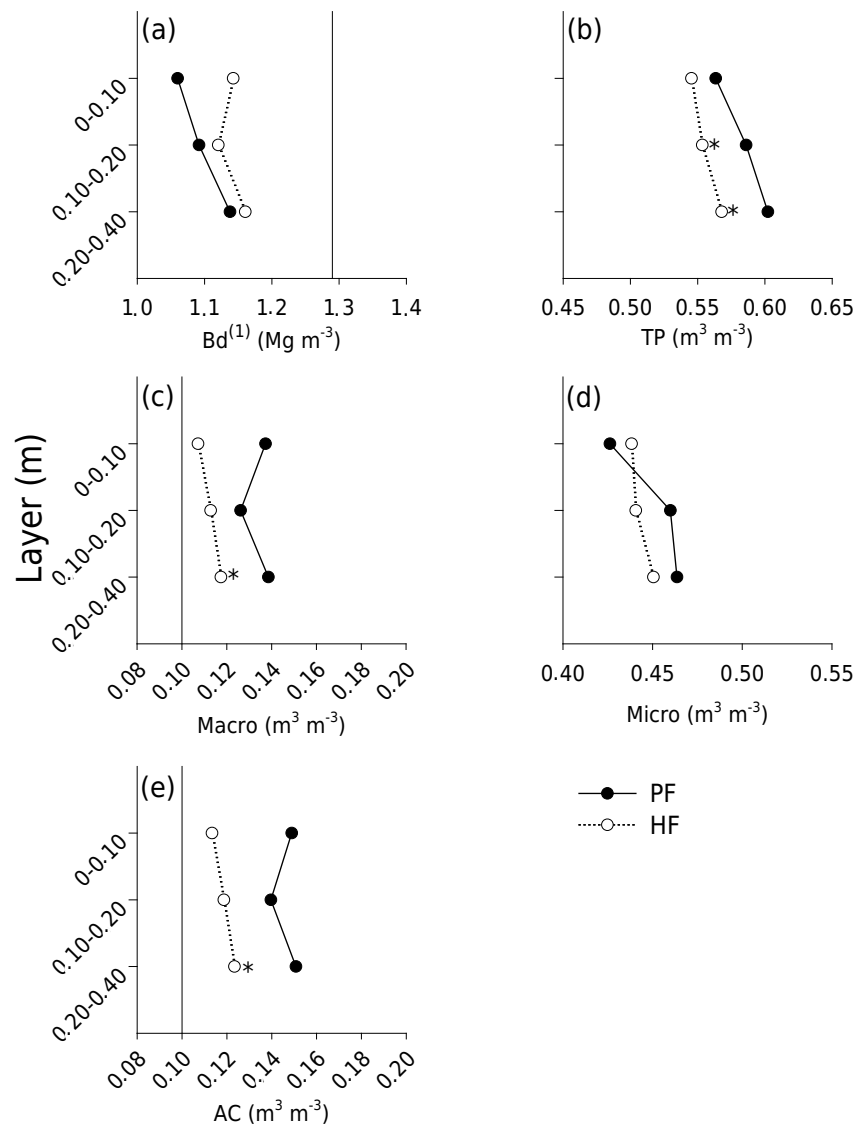 (a)
0-0.10
0.10-0.20
0.20-0.40
1.0 1.1 1.2 1.3 1.4
Bd(1) (Mg m-3)
(b)
* 
*
0.45 0.50 0.55 0.60 0.65
TP (m3 m-3)
Layer (m)
(c)
0-0.10
0.10-0.20
0.20-0.40
*
0.08 0.10 0.12 0.14 0.16 0.18 0.20
Macro (m3 m-3)
(d)
0.40 0.45 0.50 0.55
Micro (m3 m-3)
(e)
0-0.10
0.10-0.20
0.20-0.40
*
0.08 0.10 0.12 0.14 0.16 0.18 0.20
AC (m3 m-3)
PF
HF